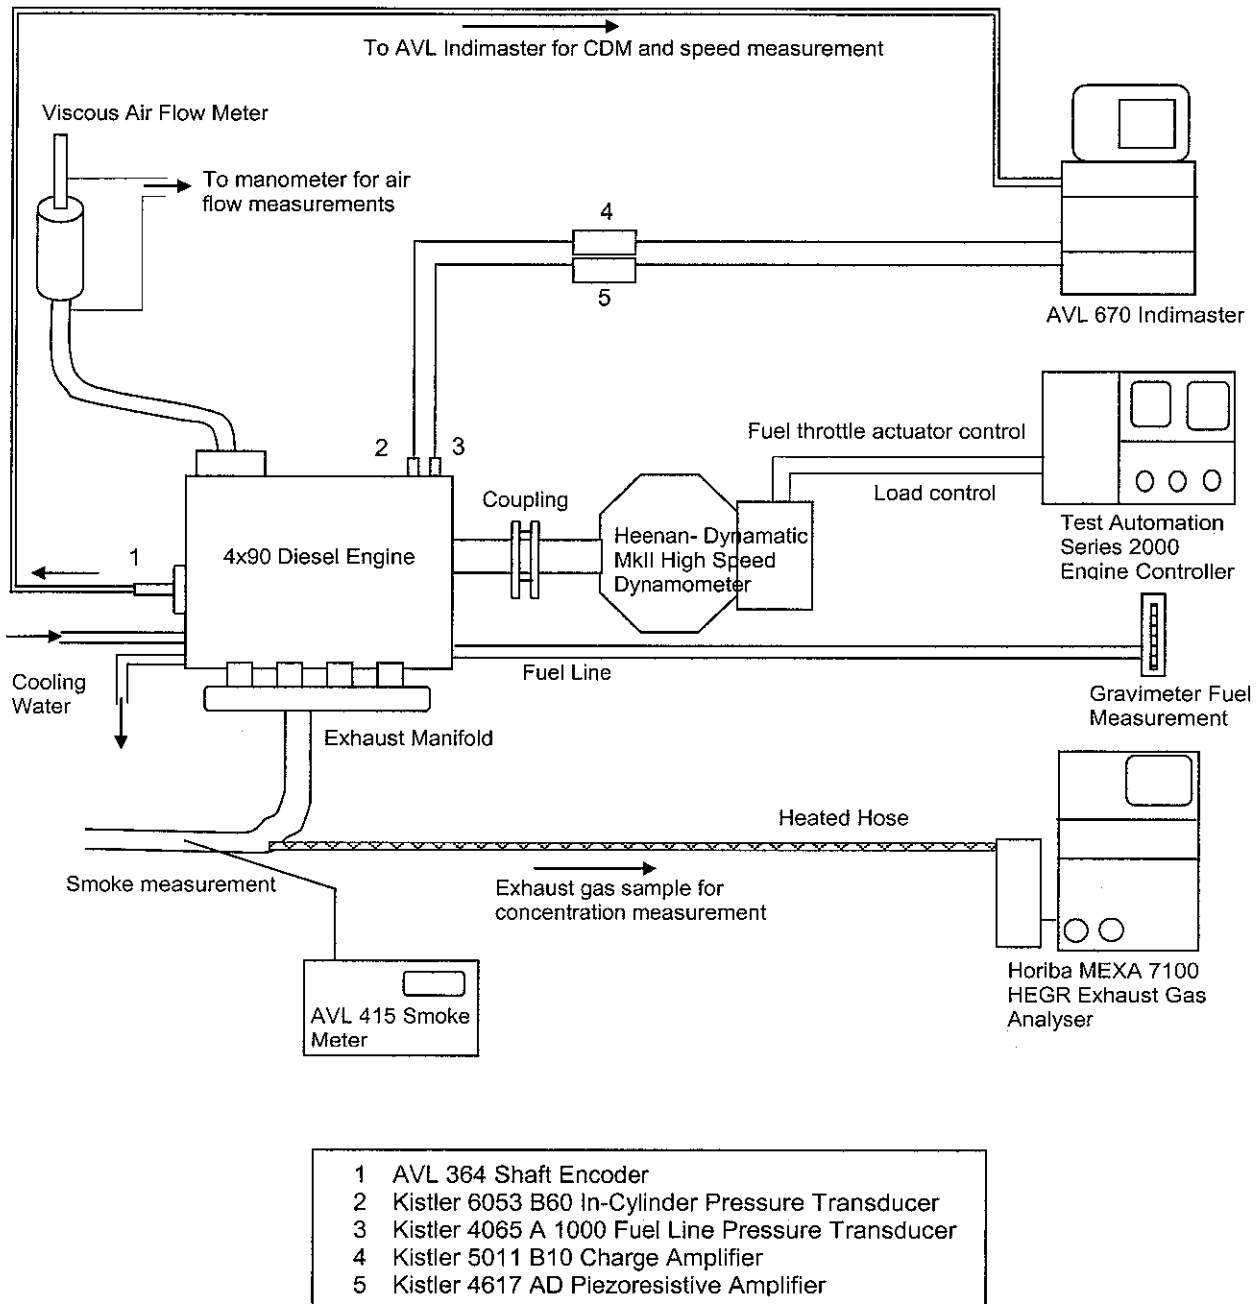 To AVL Indimaster for CDM and speed measurement
Viscous Air Flow Meter
To manometer for air
flow measurements
4
5
AVL 670 Indimaster
2
3
Fuel throttle actuator control
Load control
Coupling
Test Automation
Series 2000
Engine Controller
1
4x90 Diesel Engine
Heenan- Dynamatic
MkII High Speed
Dynamometer
Cooling
Water
Fuel Line
Gravimeter Fuel
Measurement
Exhaust Manifold
Heated Hose
Smoke measurement
Exhaust gas sample for
concentration measurement
Horiba MEXA 7100
HEGR Exhaust Gas
Analyser
AVL 415 Smoke
Meter
1 AVL 364 Shaft Encoder
2 Kistler 6053 B60 In-Cylinder Pressure Transducer
3 Kistler 4065 A 1000 Fuel Line Pressure Transducer
4 Kistler 5011 B10 Charge Amplifier
5 Kistler 4617 AD Piezoresistive Amplifier